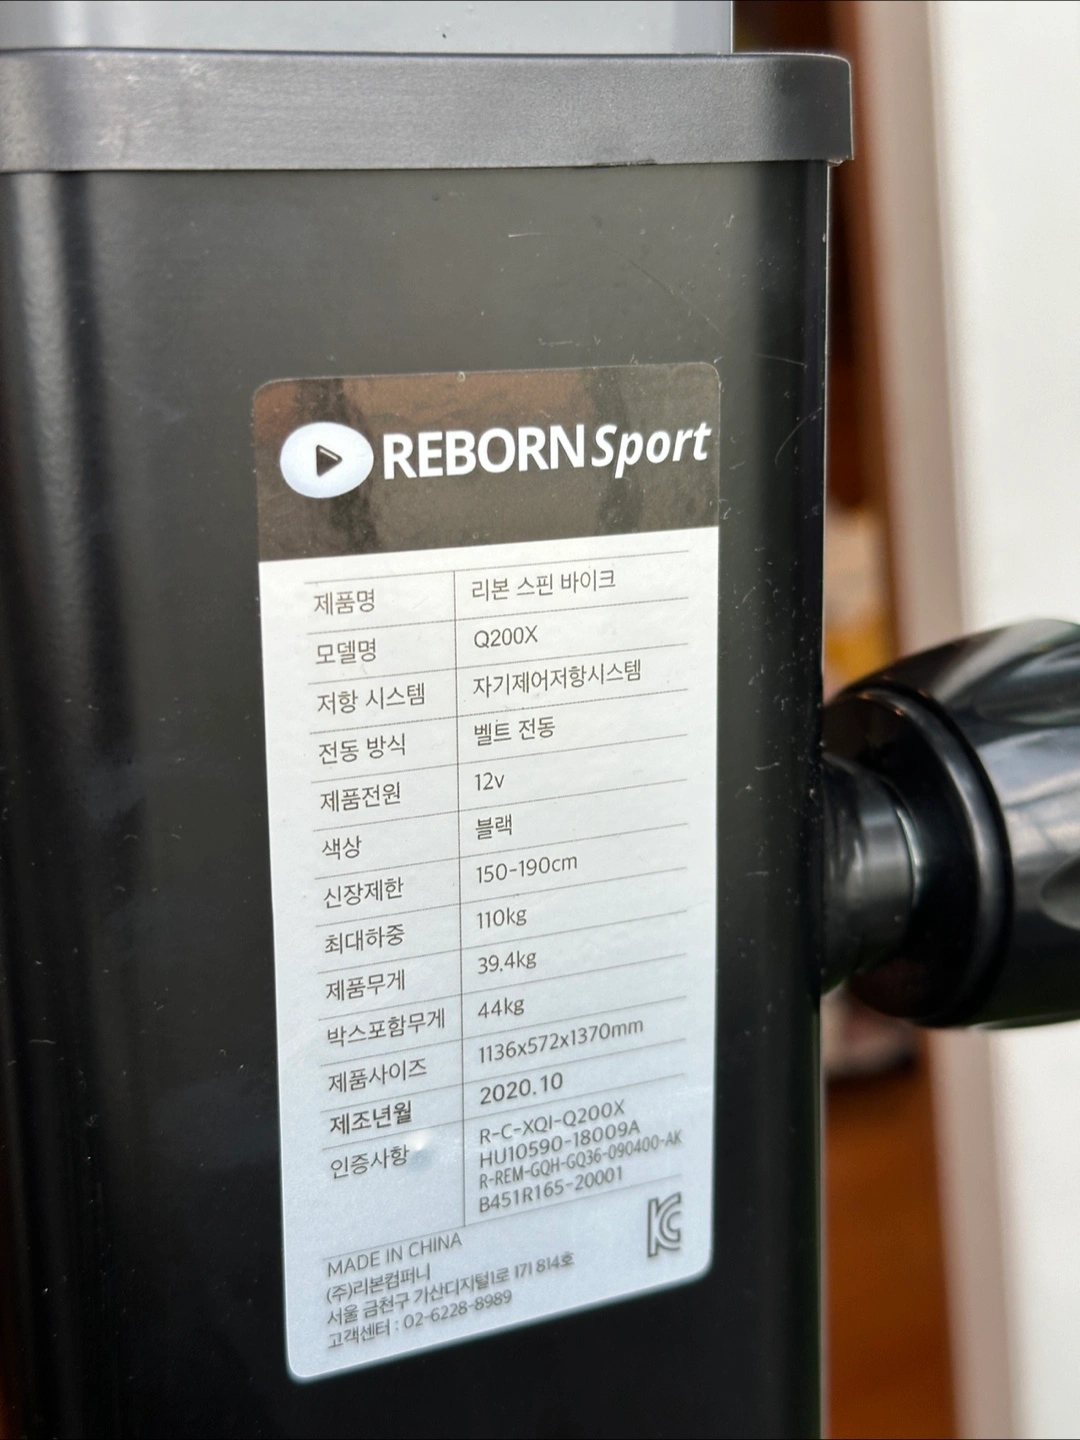 REBORN Sport
제품명 리본 스핀 바이크
모델명 Q200X
저항 시스템 자기제어저항시스템
전동 방식 벨트 전동
제품전원 12v
색상 블랙
신장제한 150-190cm
최대하중 110kg
제품무게 39.4kg
박스포함무게 44kg
제품사이즈 1136x572x1370mm
제조년월 2020.10
인증사항 R-C-XQI-Q200X
HU10590-18009A
R-REM-GQH-GQ36-090400-AK
B451R165-20001
MADE IN CHINA
(주)리본컴퍼니
서울 금천구 가산디지털1로 171 814호
고객센터 : 02-6228-8989
KC